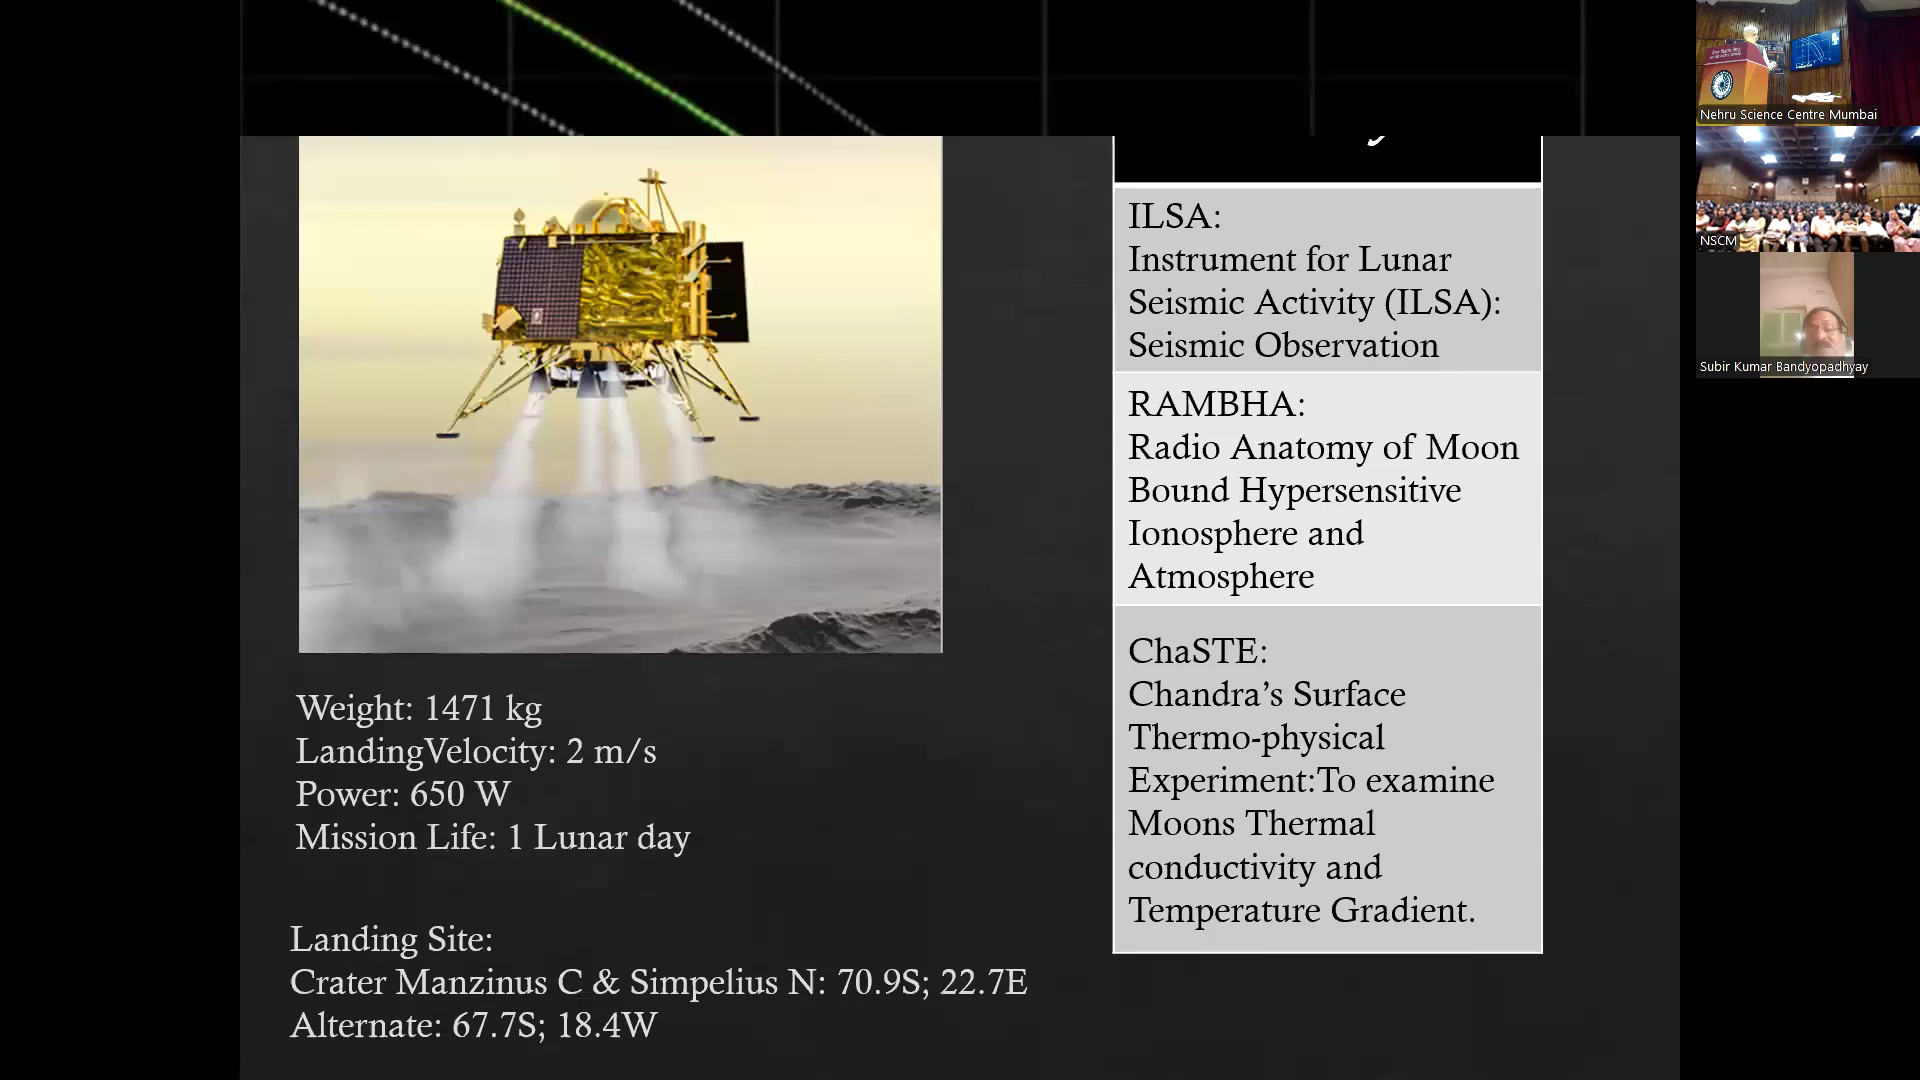 Weight: 1471 kg
LandingVelocity: 2 m/s
Power: 650 W
Mission Life: 1 Lunar day
Landing Site:
Crater Manzinus C & Simpelius N: 70.9S; 22.7E
Alternate: 67.7S; 18.4W
ILSA:
Instrument for Lunar
Seismic Activity (ILSA):
Seismic Observation
RAMBHA:
Radio Anatomy of Moon
Bound Hypersensitive
Ionosphere and
Atmosphere
ChaSTE:
Chandra’s Surface
Thermo-physical
Experiment:To examine
Moons Thermal
conductivity and
Temperature Gradient.
Nehru Science Centre Mumbai
NSCM
Subir Kumar Bandyopadhyay